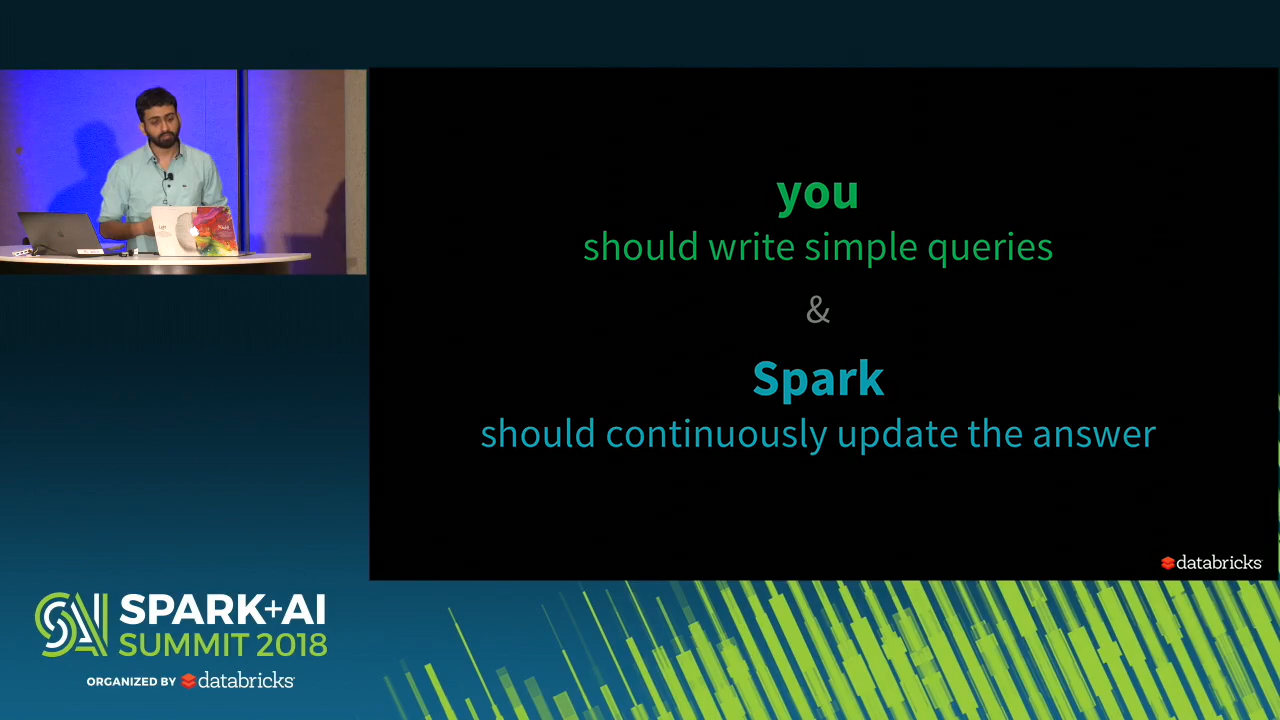 you
should write simple queries
&
Spark
should continuously update the answer
databricks
SPARK+AI
SUMMIT 2018
ORGANIZED BY databricks